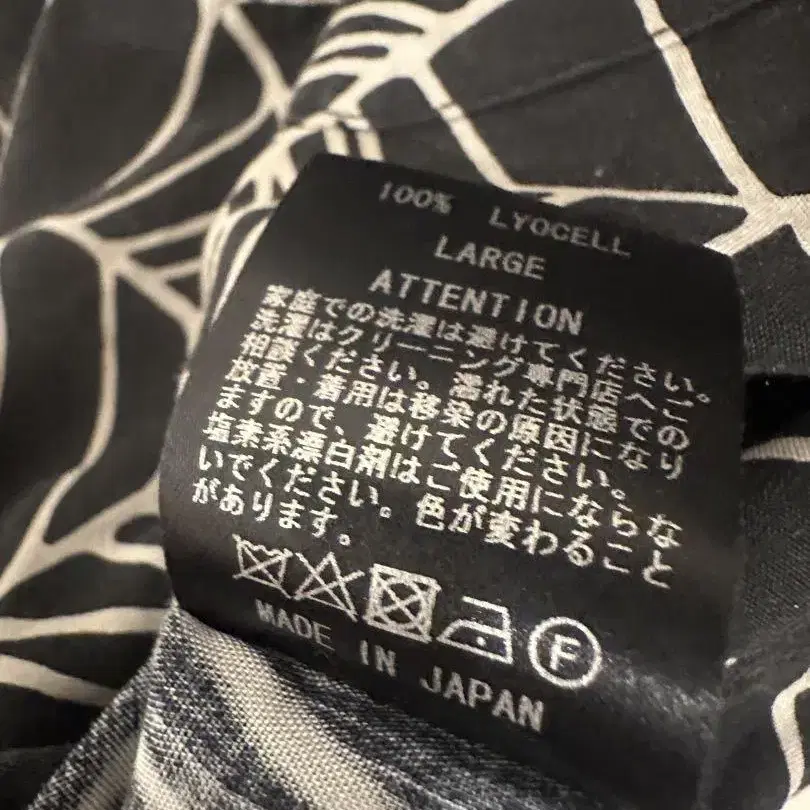 100% LYOCELL
LARGE
ATTENTION
家庭での洗濯は避けてください。
洗濯はクリーニング専門店へご
相談ください。濡れた状態での
放置・着用は移染の原因になり
ますので、避けてください。
塩素系漂白剤はご使用にならな
いでください。色が変わること
があります。
F
MADE IN JAPAN